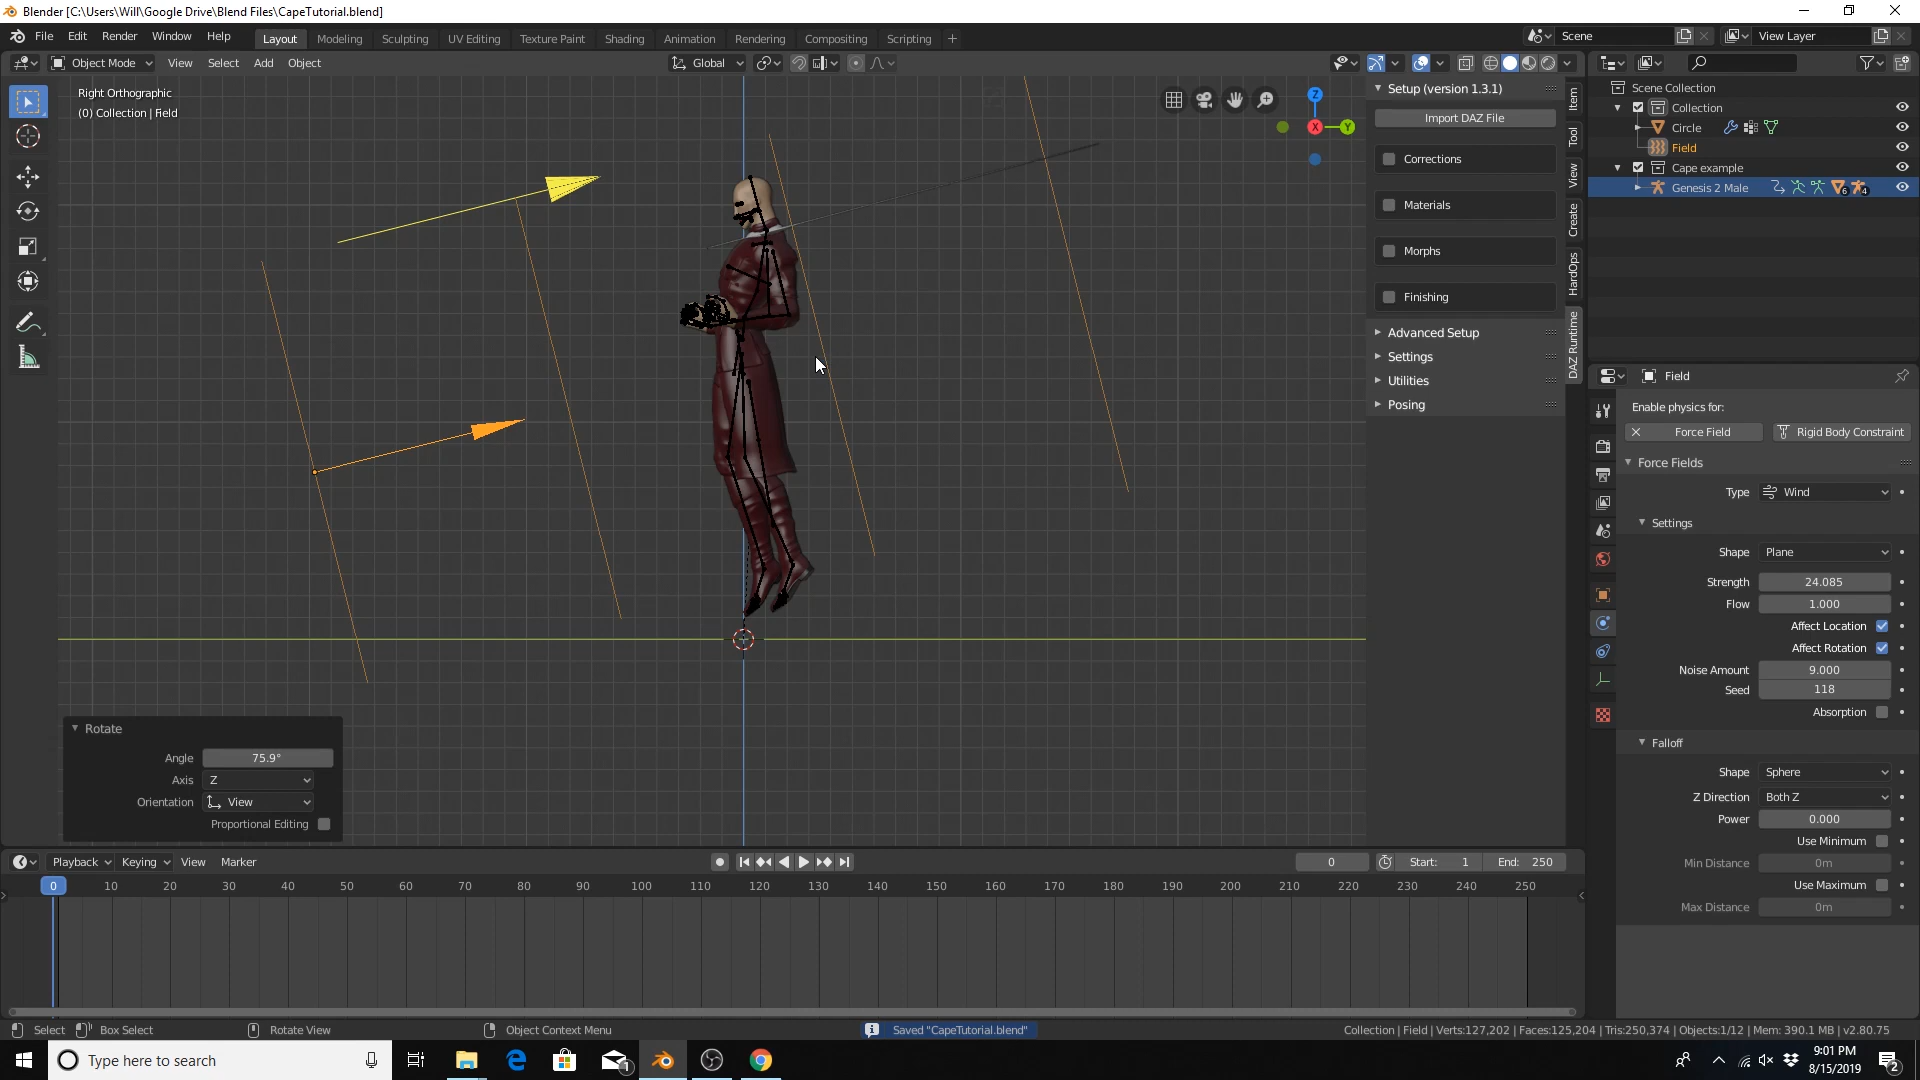 Blender [C:\Users\Will\Google Drive\Blend Files\CapeTutorial.blend]
File Edit Render Window Help Layout Modeling Sculpting UV Editing Texture Paint Shading Animation Rendering Compositing Scripting + Scene View Layer
Object Mode View Select Add Object Global
Right Orthographic
(0) Collection | Field
Z
X
Y
Setup (version 1.3.1)
Import DAZ File
Corrections
Materials
Morphs
Finishing
Advanced Setup
Settings
Utilities
Posing
Item
Tool
View
Create
HardOps
DAZ Runtime
Scene Collection
Collection
Circle
Field
Cape example
Genesis 2 Male 6 4
Field
Enable physics for:
Force Field Rigid Body Constraint
Force Fields
Type Wind
Settings
Shape Plane
Strength 24.085
Flow 1.000
Affect Location
Affect Rotation
Noise Amount 9.000
Seed 118
Absorption
Falloff
Shape Sphere
Z Direction Both Z
Power 0.000
Use Minimum
Min Distance 0m
Use Maximum
Max Distance 0m
Rotate
Angle 75.9°
Axis Z
Orientation View
Proportional Editing
Playback Keying View Marker 0 Start: 1 End: 250
0 10 20 30 40 50 60 70 80 90 100 110 120 130 140 150 160 170 180 190 200 210 220 230 240 250
Select Box Select Rotate View Object Context Menu Saved "CapeTutorial.blend" Collection | Field | Verts:127,202 | Faces:125,204 | Tris:250,374 | Objects:1/12 | Mem: 390.1 MB | v2.80.75
Type here to search 1 9:01 PM
8/15/2019 2